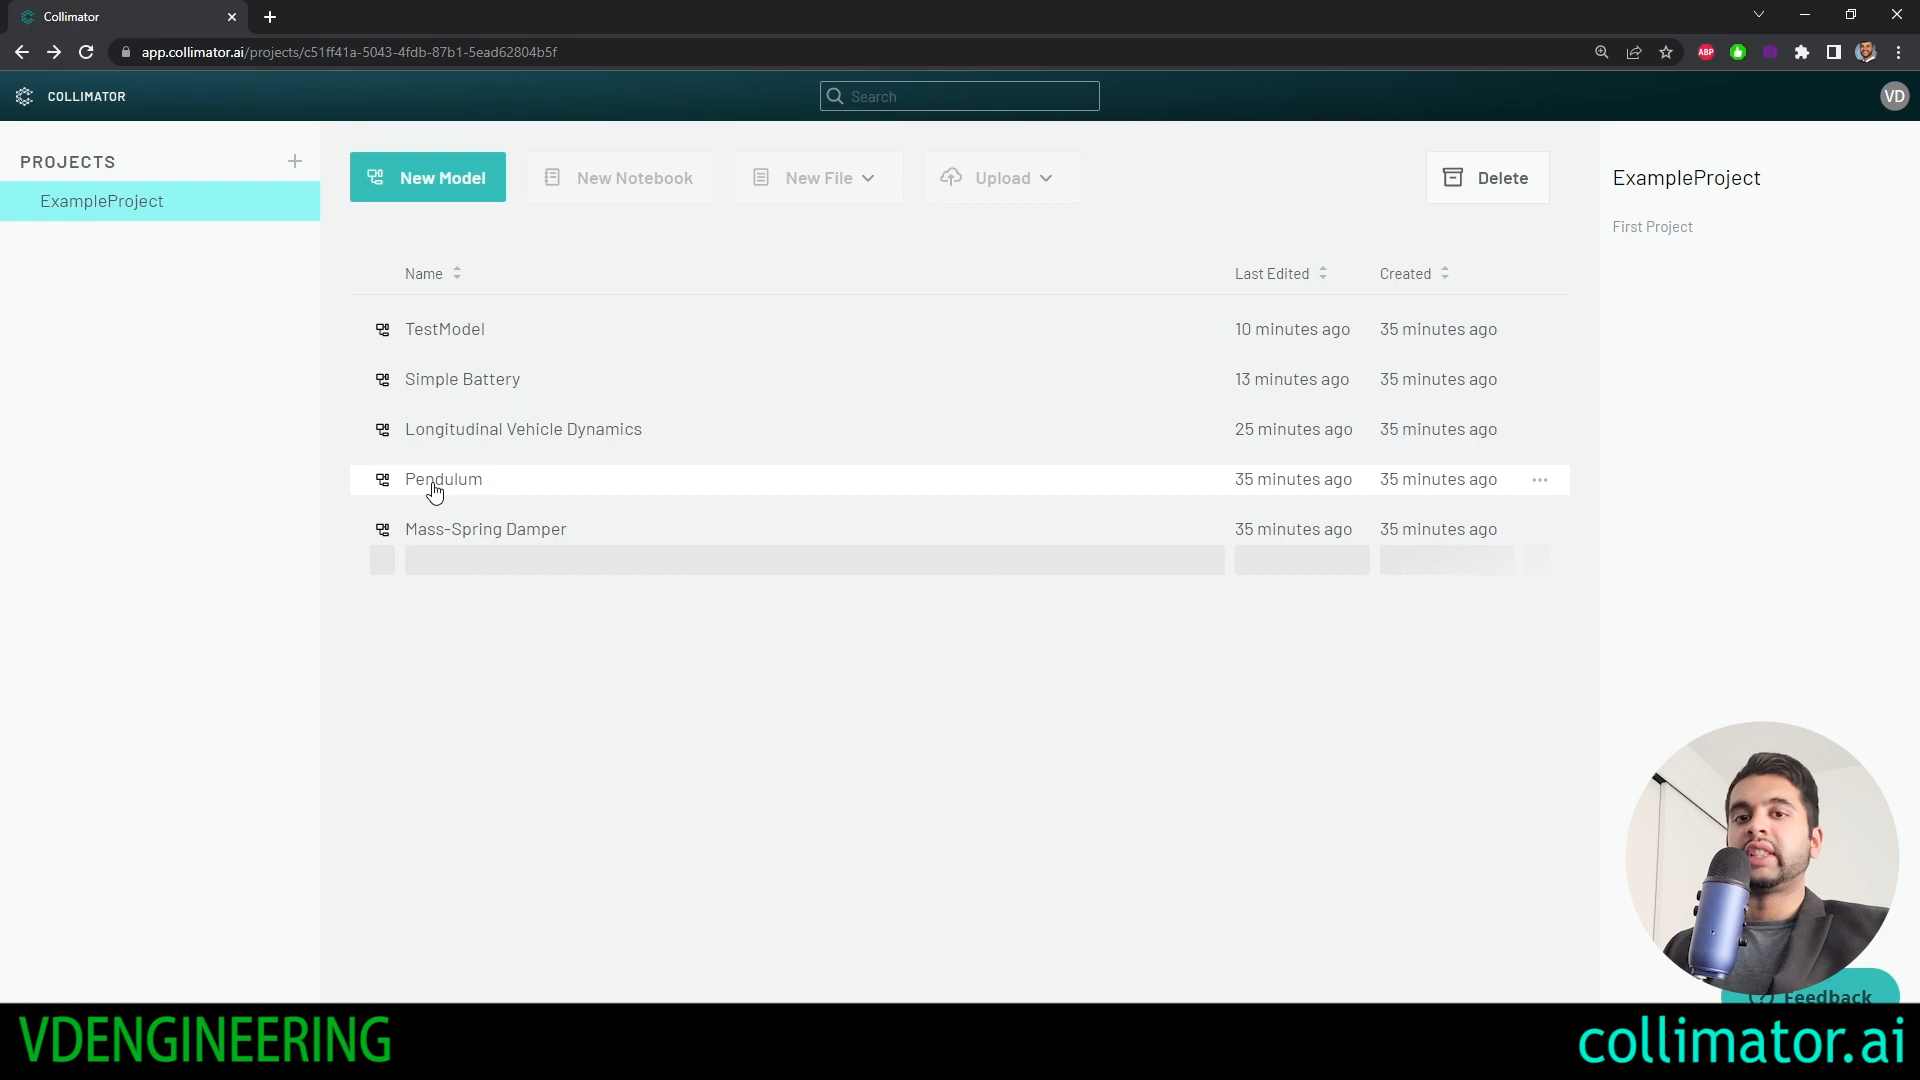 Collimator
app.collimator.ai/projects/c51ff41a-5043-4fdb-87b1-5ead62804b5f
ABP
COLLIMATOR
Search
VD
PROJECTS
ExampleProject
New Model
New Notebook
New File
Upload
Delete
ExampleProject
First Project
Name
Last Edited
Created
TestModel
10 minutes ago
35 minutes ago
Simple Battery
13 minutes ago
35 minutes ago
Longitudinal Vehicle Dynamics
25 minutes ago
35 minutes ago
Pendulum
35 minutes ago
35 minutes ago
Mass-Spring Damper
35 minutes ago
35 minutes ago
Feedback
VDENGINEERING
collimator.ai